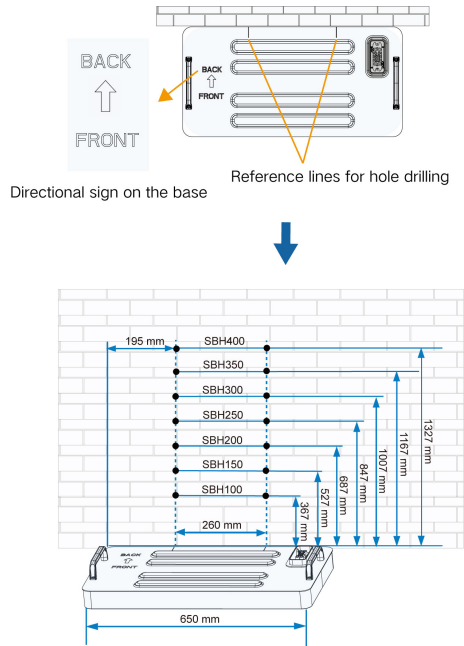 BACK
FRONT
BACK
FRONT
Directional sign on the base
Reference lines for hole drilling
195 mm
SBH400
SBH350
SBH300
SBH250
SBH200
SBH150
SBH100
367 mm
527 mm
687 mm
847 mm
1007 mm
1167 mm
1327 mm
260 mm
BACK
FRONT
650 mm